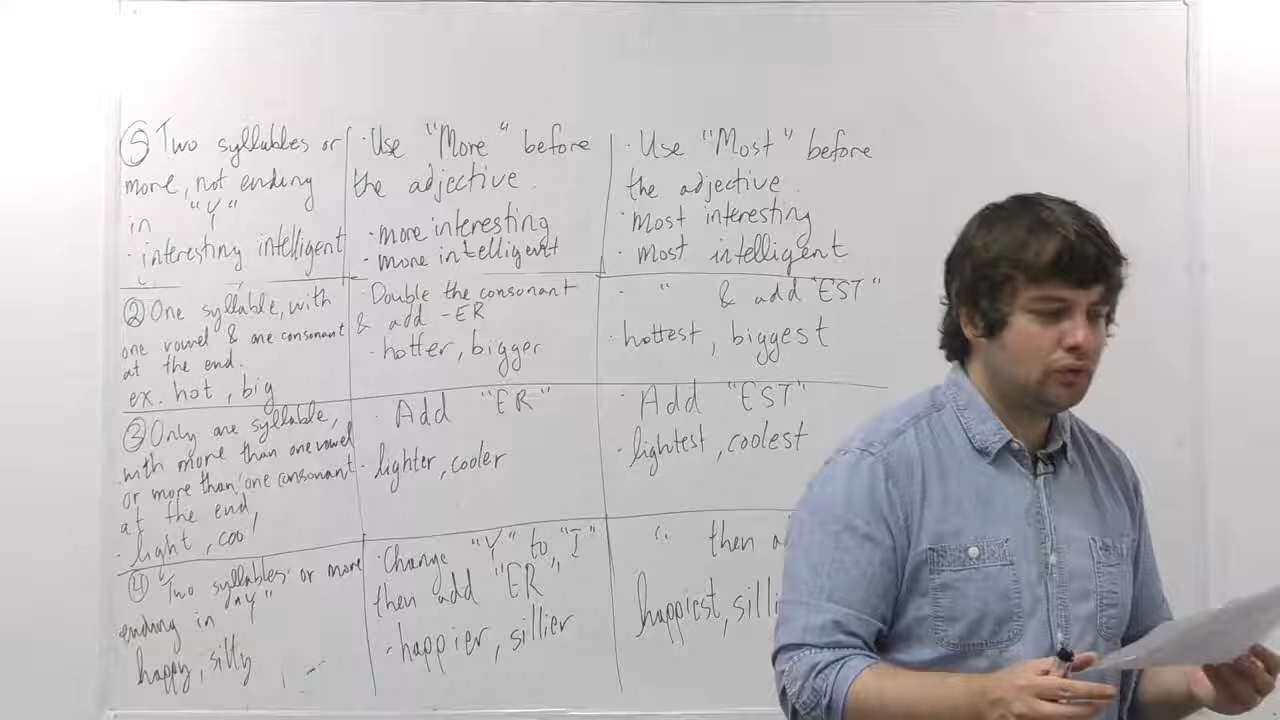 ⑤ Two syllables or
more, not ending
in "Y"
· interesting intelligent
· Use "More" before
the adjective.
· more interesting
· more intelligent
· Use "Most" before
the adjective.
· most interesting
· most intelligent
② One syllable, with
one vowel & one consonant
at the end.
ex. hot, big
· Double the consonant
& add -ER
· hotter, bigger
· " & add "EST"
· hottest, biggest
③ Only one syllable,
with more than one vowel
or more than one consonant
at the end,
· light, cool
· Add "ER"
· lighter, cooler
· Add "EST"
· lightest, coolest
④ Two syllables or more
ending in "Y"
happy, silly
· Change "Y" to "I"
then add "ER"
· happier, sillier
" then a
happiest, silli